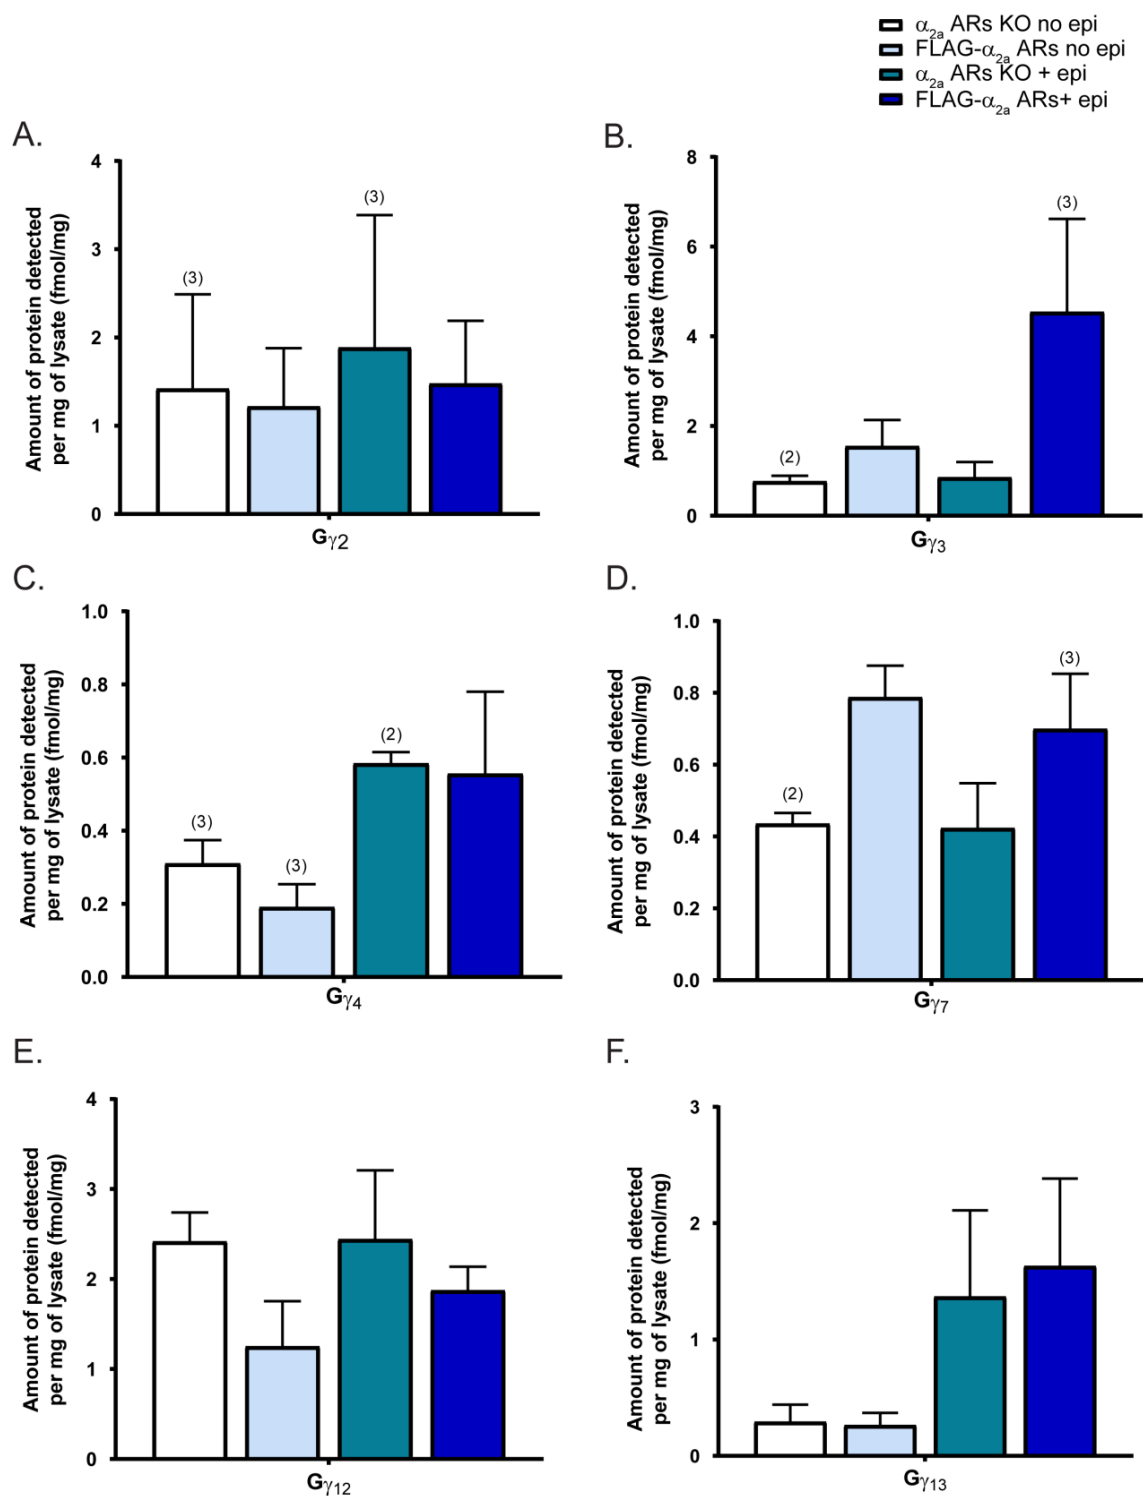 α2a ARs KO no epi
FLAG-α2a ARs no epi
α2a ARs KO + epi
FLAG-α2a ARs+ epi
A.
Amount of protein detected
per mg of lysate (fmol/mg)
4
3
2
1
0
(3)
(3)
Gγ2
B.
Amount of protein detected
per mg of lysate (fmol/mg)
8
6
4
2
0
(2)
(3)
Gγ3
C.
Amount of protein detected
per mg of lysate (fmol/mg)
1.0
0.8
0.6
0.4
0.2
0.0
(3)
(3)
(2)
Gγ4
D.
Amount of protein detected
per mg of lysate (fmol/mg)
1.0
0.8
0.6
0.4
0.2
0.0
(2)
(3)
Gγ7
E.
Amount of protein detected
per mg of lysate (fmol/mg)
4
3
2
1
0
Gγ12
F.
Amount of protein detected
per mg of lysate (fmol/mg)
3
2
1
0
Gγ13